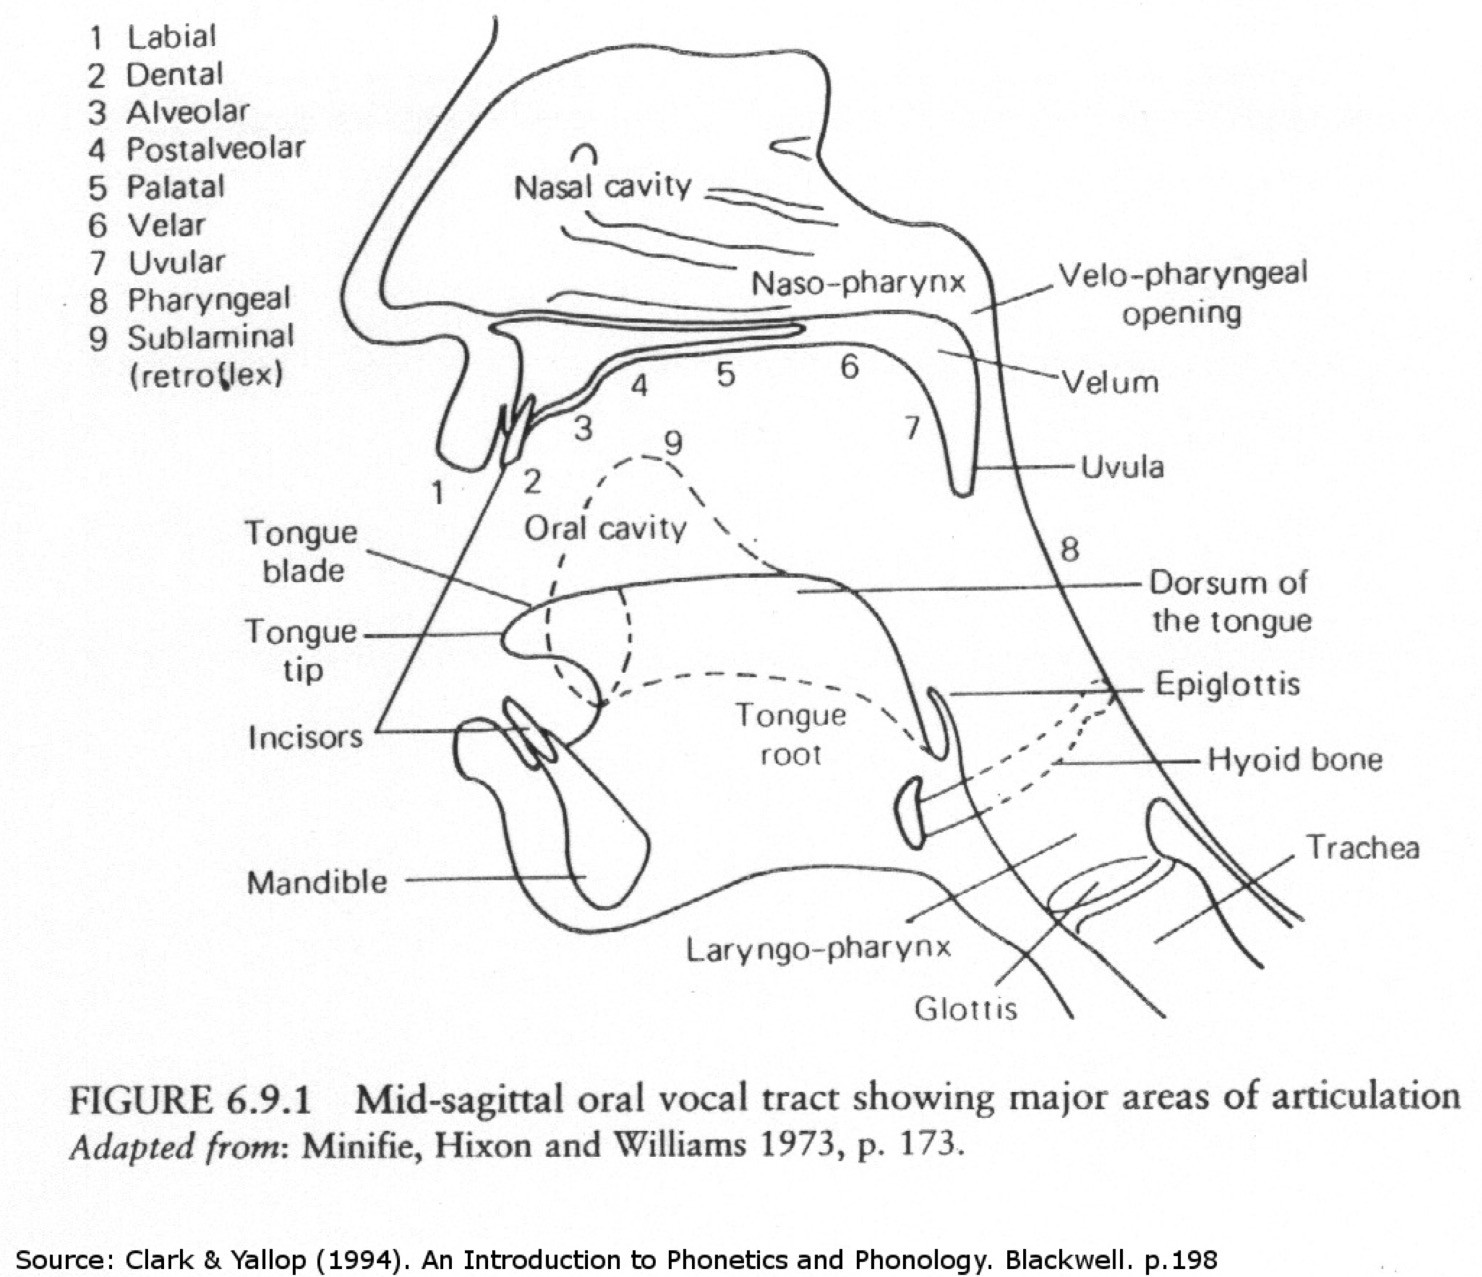 1 Labial
2 Dental
3 Alveolar
4 Postalveolar
5 Palatal
6 Velar
7 Uvular
8 Pharyngeal
9 Sublaminal
(retroflex)
Nasal cavity
Naso-pharynx
Velo-pharyngeal
opening
Velum
Uvula
1
2
3
4
5
6
7
8
9
Oral cavity
Tongue
blade
Tongue
tip
Incisors
Mandible
Dorsum of
the tongue
Epiglottis
Tongue
root
Hyoid bone
Trachea
Laryngo-pharynx
Glottis
FIGURE 6.9.1 Mid-sagittal oral vocal tract showing major areas of articulation
Adapted from: Minifie, Hixon and Williams 1973, p. 173.
Source: Clark & Yallop (1994). An Introduction to Phonetics and Phonology. Blackwell. p.198